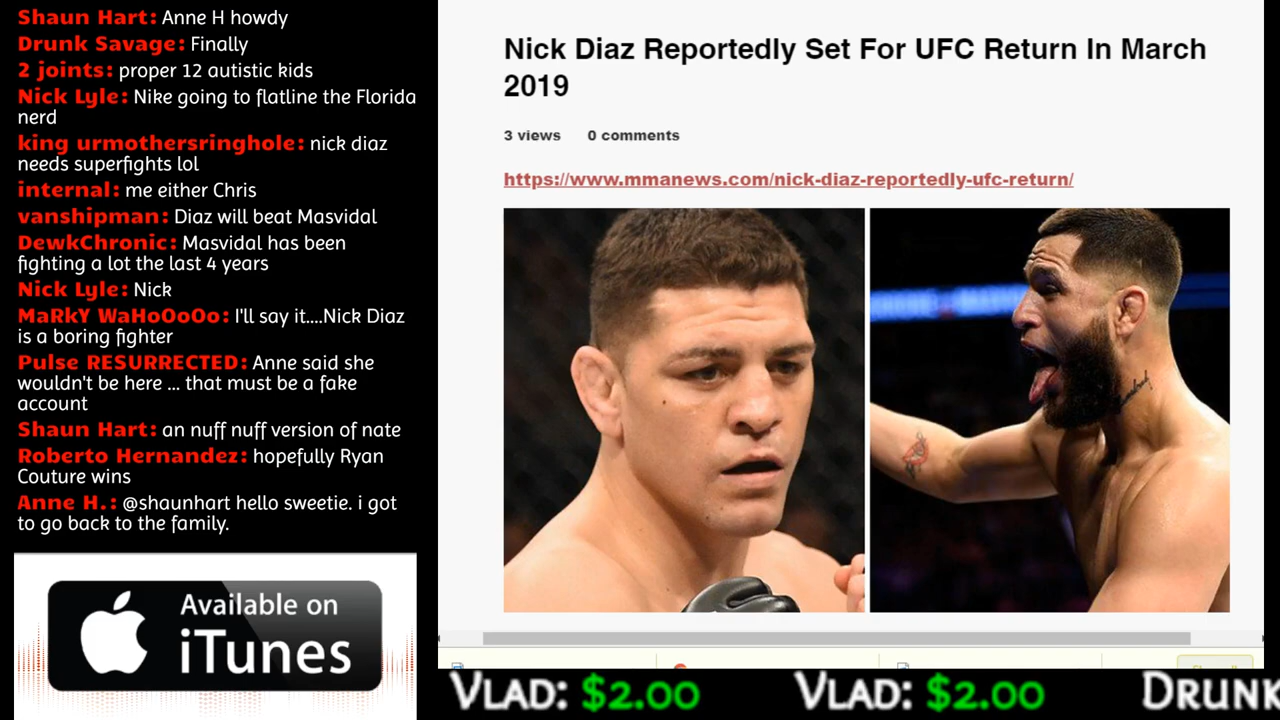 Shaun Hart: Anne H howdy
Drunk Savage: Finally
2 joints: proper 12 autistic kids
Nick Lyle: Nike going to flatline the Florida
nerd
king urmothersringhole: nick diaz
needs superfights lol
internal: me either Chris
vanshipman: Diaz will beat Masvidal
DewkChronic: Masvidal has been
fighting a lot the last 4 years
Nick Lyle: Nick
MaRkY WaHoOoOo: I'll say it....Nick Diaz
is a boring fighter
Pulse RESURRECTED: Anne said she
wouldn't be here ... that must be a fake
account
Shaun Hart: an nuff nuff version of nate
Roberto Hernandez: hopefully Ryan
Couture wins
Anne H.: @shaunhart hello sweetie. i got
to go back to the family.
Available on
iTunes
Nick Diaz Reportedly Set For UFC Return In March
2019
3 views 0 comments
https://www.mmanews.com/nick-diaz-reportedly-ufc-return/
VLAD: $2.00 VLAD: $2.00 DRUNK